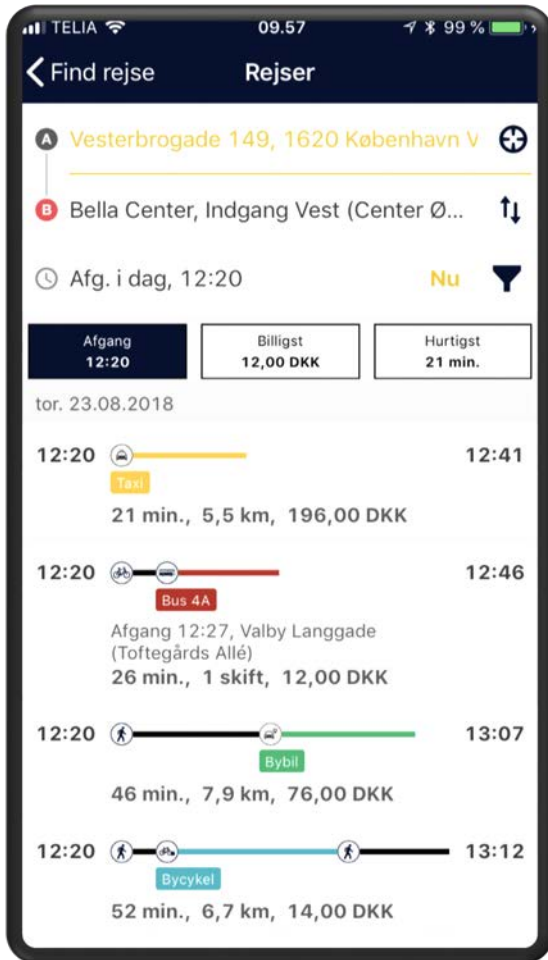 TELIA 09.57 99 %
Find rejse Rejser
A Vesterbrogade 149, 1620 København V
B Bella Center, Indgang Vest (Center Ø...
Afg. i dag, 12:20 Nu
Afgang Billigst Hurtigst
12:20 12,00 DKK 21 min.
tor. 23.08.2018
12:20 12:41
Taxi
21 min., 5,5 km, 196,00 DKK
12:20 12:46
Bus 4A
Afgang 12:27, Valby Langgade
(Toftegårds Allé)
26 min., 1 skift, 12,00 DKK
12:20 13:07
Bybil
46 min., 7,9 km, 76,00 DKK
12:20 13:12
Bycykel
52 min., 6,7 km, 14,00 DKK